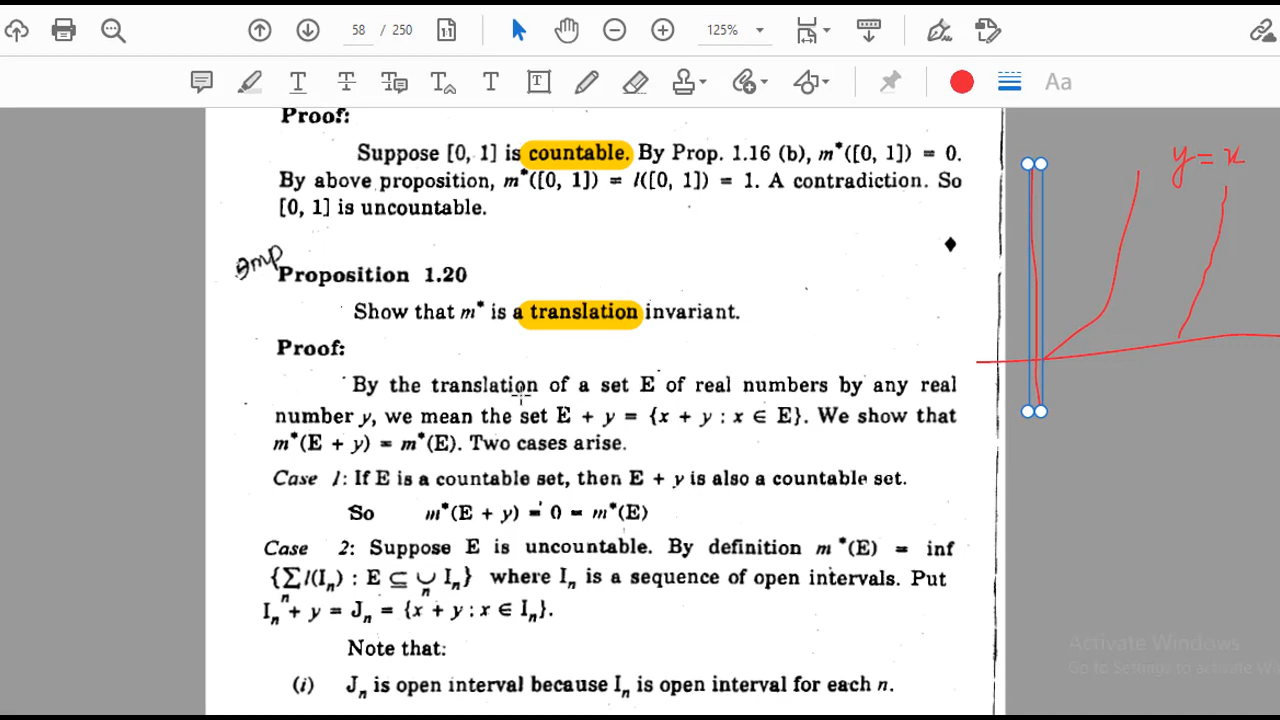 58 / 250
125%
T T T T T
Aa
Proof:
Suppose [0, 1] is countable. By Prop. 1.16 (b), m*([0, 1]) = 0.
By above proposition, m*([0, 1]) = l([0, 1]) = 1. A contradiction. So
[0, 1] is uncountable.
y = x
Imp
Proposition 1.20
Show that m* is a translation invariant.
Proof:
By the translation of a set E of real numbers by any real
number y, we mean the set E + y = {x + y : x ∈ E}. We show that
m*(E + y) = m*(E). Two cases arise.
Case 1: If E is a countable set, then E + y is also a countable set.
So m*(E + y) = 0 = m*(E)
Case 2: Suppose E is uncountable. By definition m*(E) = inf
{∑ₙ l(Iₙ) : E ⊆ ∪ₙ Iₙ} where Iₙ is a sequence of open intervals. Put
Iₙ + y = Jₙ = {x + y : x ∈ Iₙ}.
Note that:
(i) Jₙ is open interval because Iₙ is open interval for each n.
Activate Windows
Go to Settings to activate W